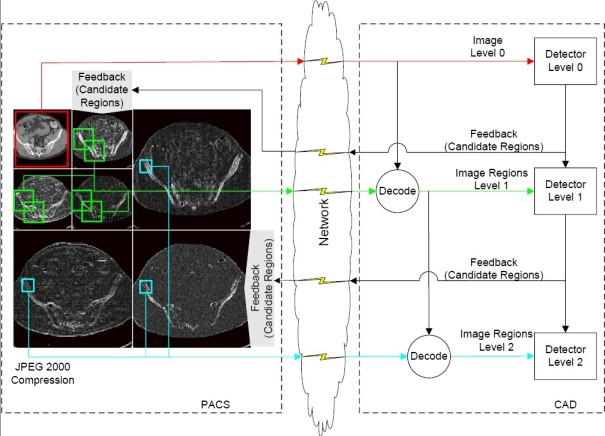 Image
Level 0
Detector
Level 0
Feedback
(Candidate
Regions)
Feedback
(Candidate Regions)
Network
Decode
Image Regions
Level 1
Detector
Level 1
Feedback
(Candidate Regions)
Feedback
(Candidate Regions)
Decode
Image Regions
Level 2
Detector
Level 2
JPEG 2000
Compression
PACS
CAD